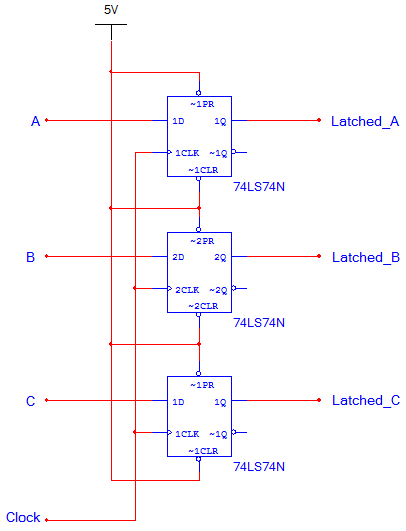 5V
~1PR
A 1D 1Q Latched_A
1CLK ~1Q
~1CLR
74LS74N
~2PR
B 2D 2Q Latched_B
2CLK ~2Q
~2CLR
74LS74N
~1PR
C 1D 1Q Latched_C
1CLK ~1Q
~1CLR
74LS74N
Clock